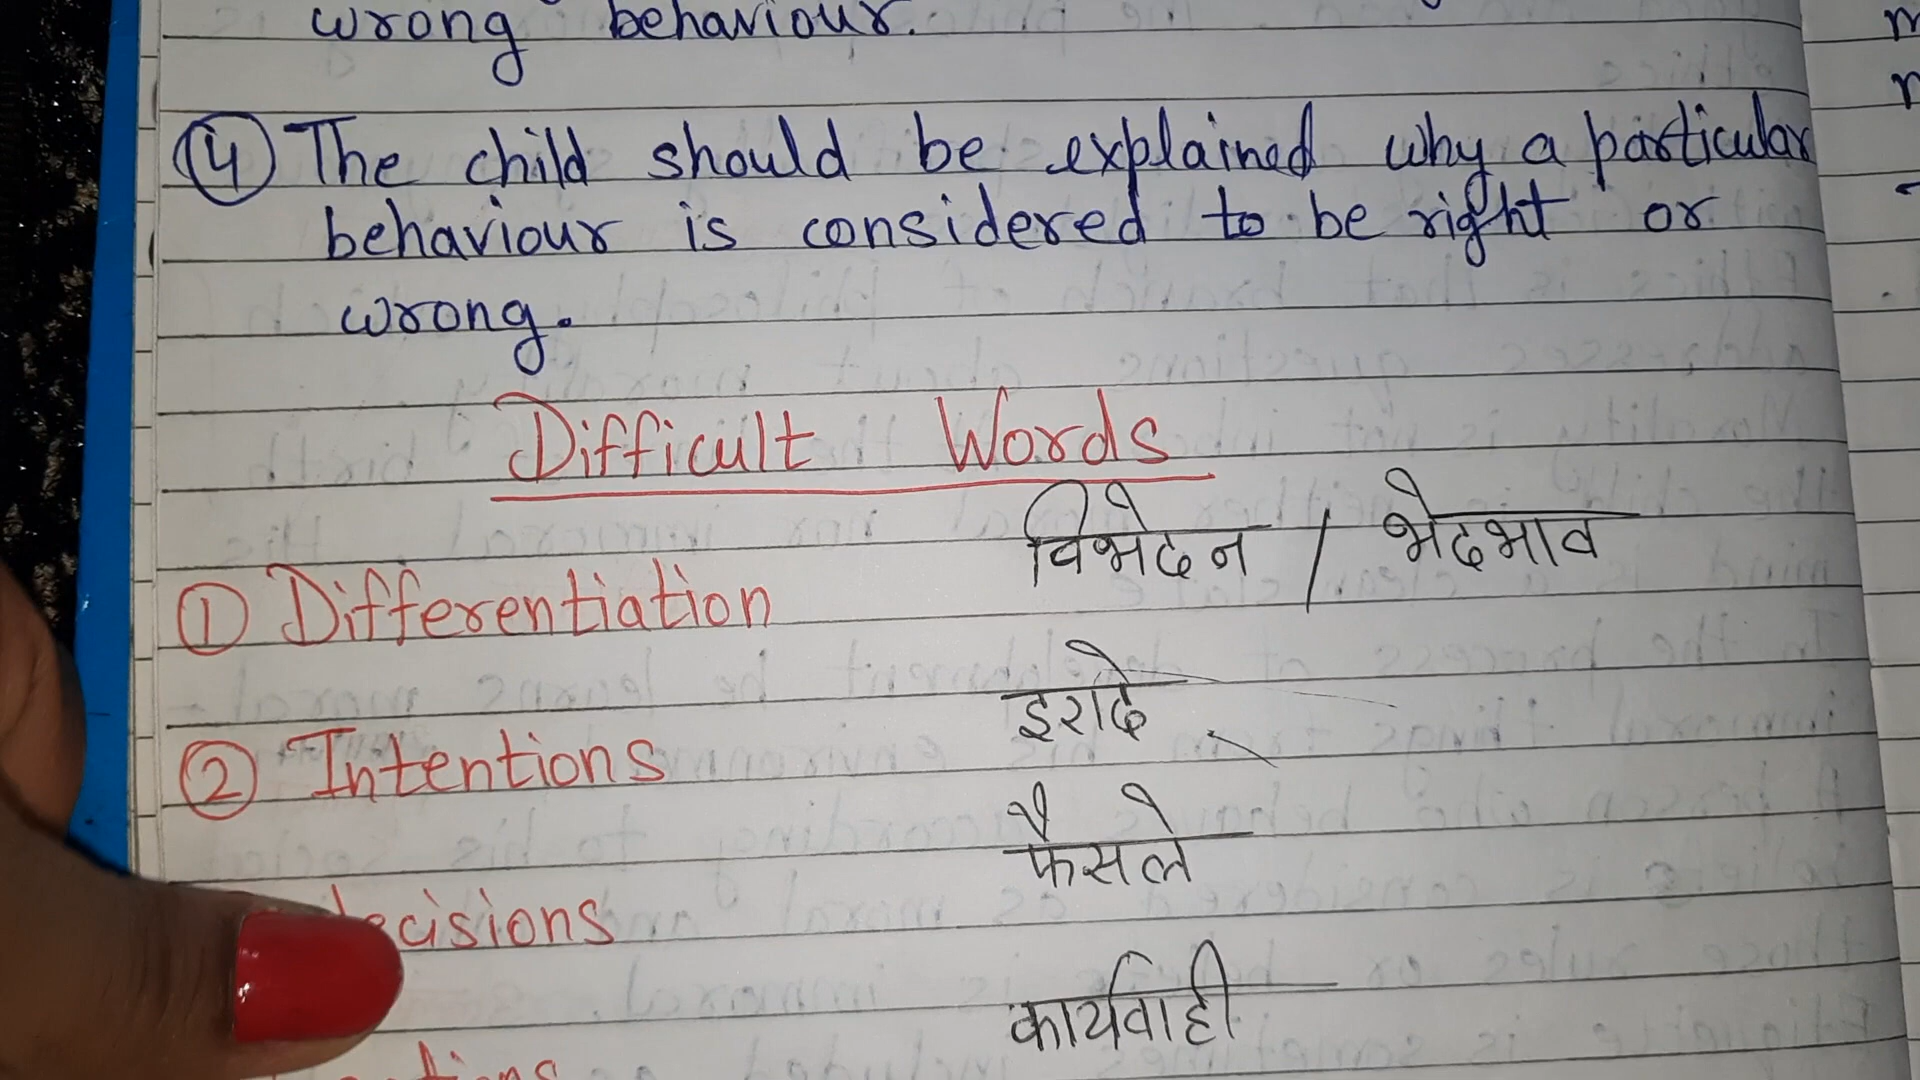 wrong behaviour.
④ The child should be explained why a particular
behaviour is considered to be right or
wrong.
Difficult Words
① Differentiation विभेदन / भेदभाव
② Intentions इरादे
decisions फैसले
कार्यवाही